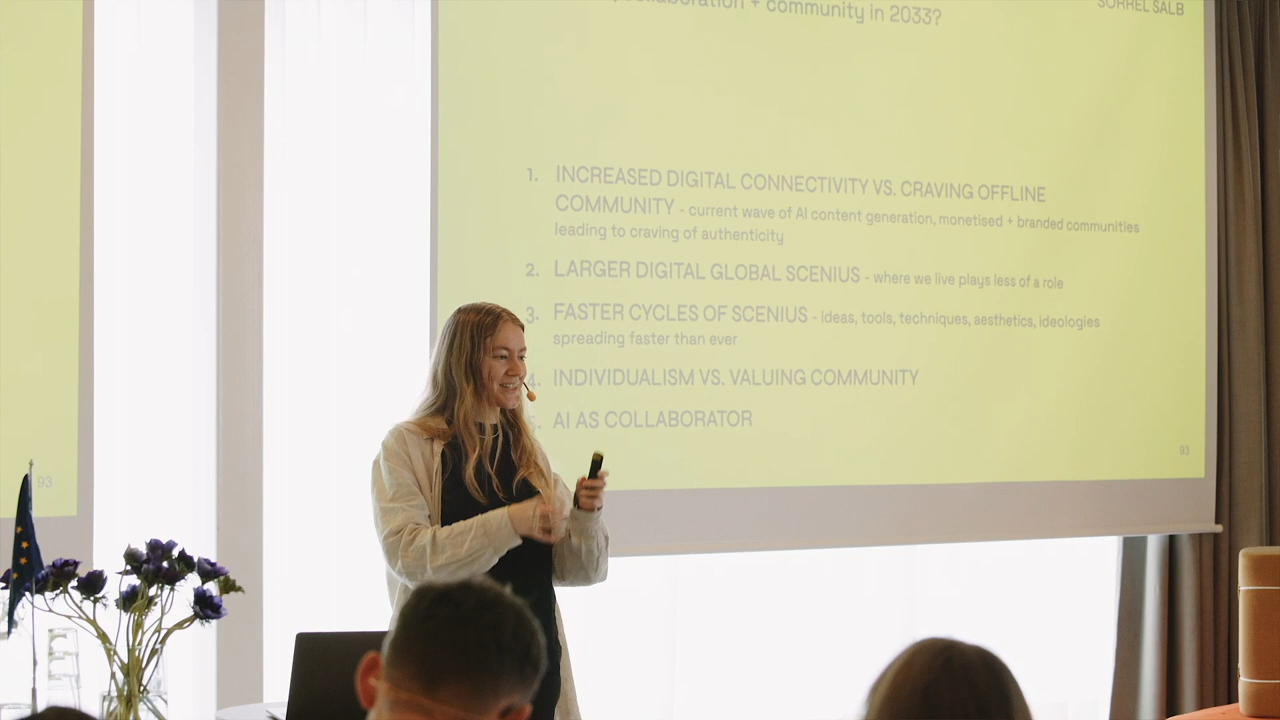 collaboration + community in 2033?
SORREL SALB
1. INCREASED DIGITAL CONNECTIVITY VS. CRAVING OFFLINE
COMMUNITY - current wave of AI content generation, monetised + branded communities
leading to craving of authenticity
2. LARGER DIGITAL GLOBAL SCENIUS - where we live plays less of a role
3. FASTER CYCLES OF SCENIUS - ideas, tools, techniques, aesthetics, ideologies
spreading faster than ever
4. INDIVIDUALISM VS. VALUING COMMUNITY
5. AI AS COLLABORATOR
93
93